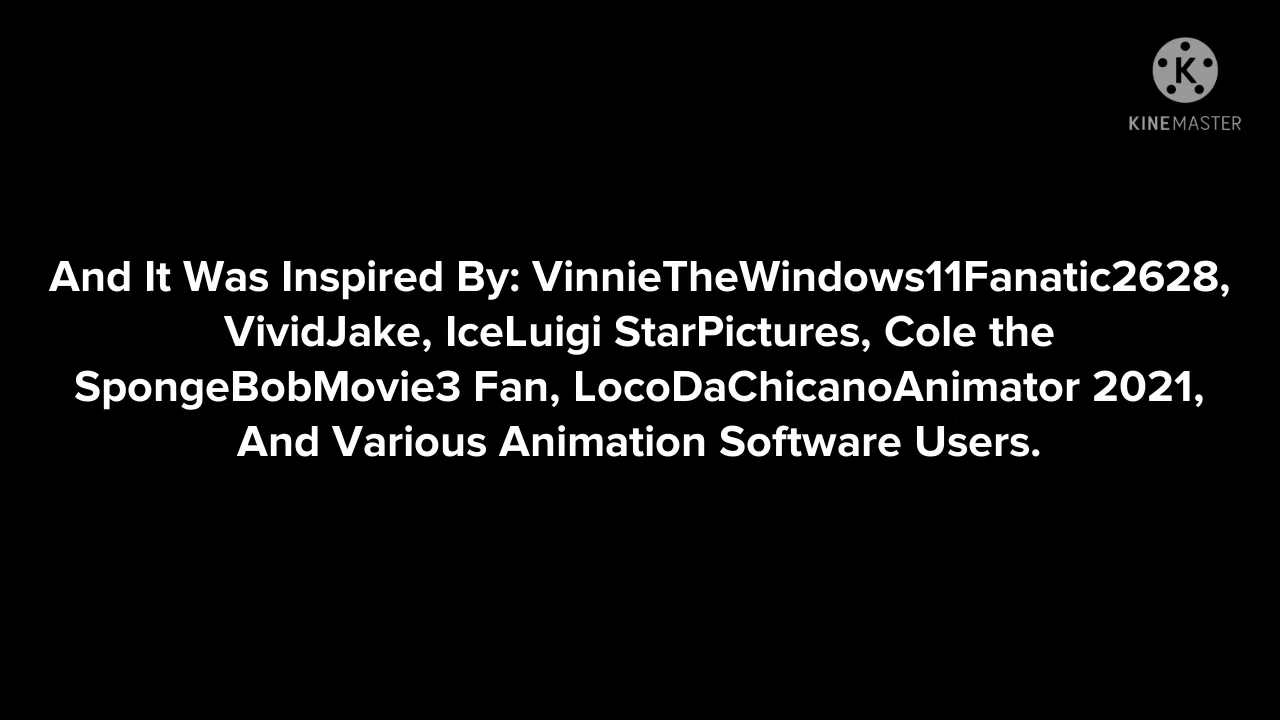 K
KINEMASTER
And It Was Inspired By: VinnieTheWindows11Fanatic2628,
VividJake, IceLuigi StarPictures, Cole the
SpongeBobMovie3 Fan, LocoDaChicanoAnimator 2021,
And Various Animation Software Users.